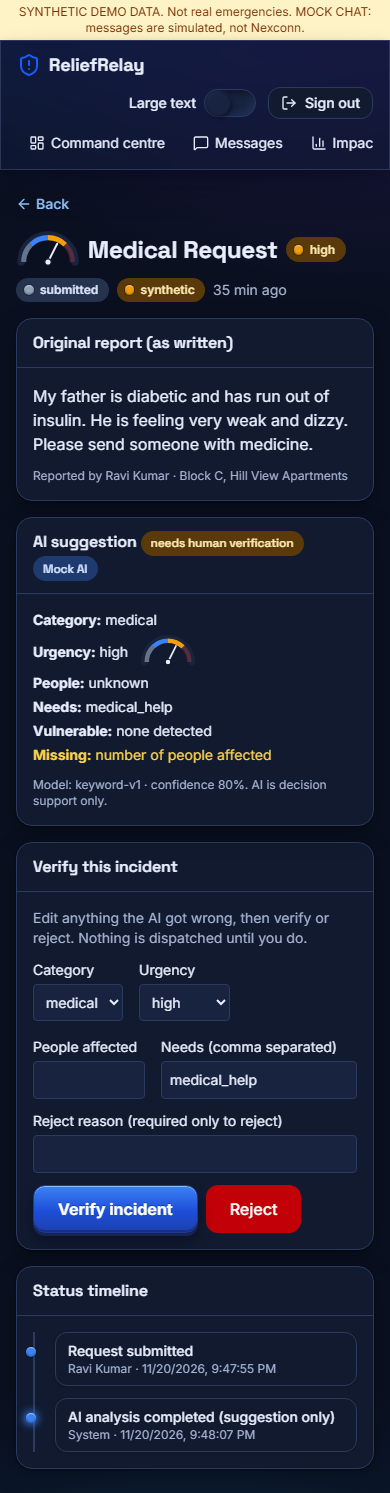 SYNTHETIC DEMO DATA. Not real emergencies. MOCK CHAT:
messages are simulated, not Nexconn.
ReliefRelay
Large text
Sign out
Command centre
Messages
Impac
← Back
Medical Request
high
submitted
synthetic
35 min ago
Original report (as written)
My father is diabetic and has run out of
insulin. He is feeling very weak and dizzy.
Please send someone with medicine.
Reported by Ravi Kumar · Block C, Hill View Apartments
AI suggestion needs human verification
Mock AI
Category: medical
Urgency: high
People: unknown
Needs: medical_help
Vulnerable: none detected
Missing: number of people affected
Model: keyword-v1 · confidence 80%. AI is decision
support only.
Verify this incident
Edit anything the AI got wrong, then verify or
reject. Nothing is dispatched until you do.
Category
Urgency
medical
high
People affected
Needs (comma separated)
medical_help
Reject reason (required only to reject)
Verify incident
Reject
Status timeline
Request submitted
Ravi Kumar · 11/20/2026, 9:47:55 PM
AI analysis completed (suggestion only)
System · 11/20/2026, 9:48:07 PM